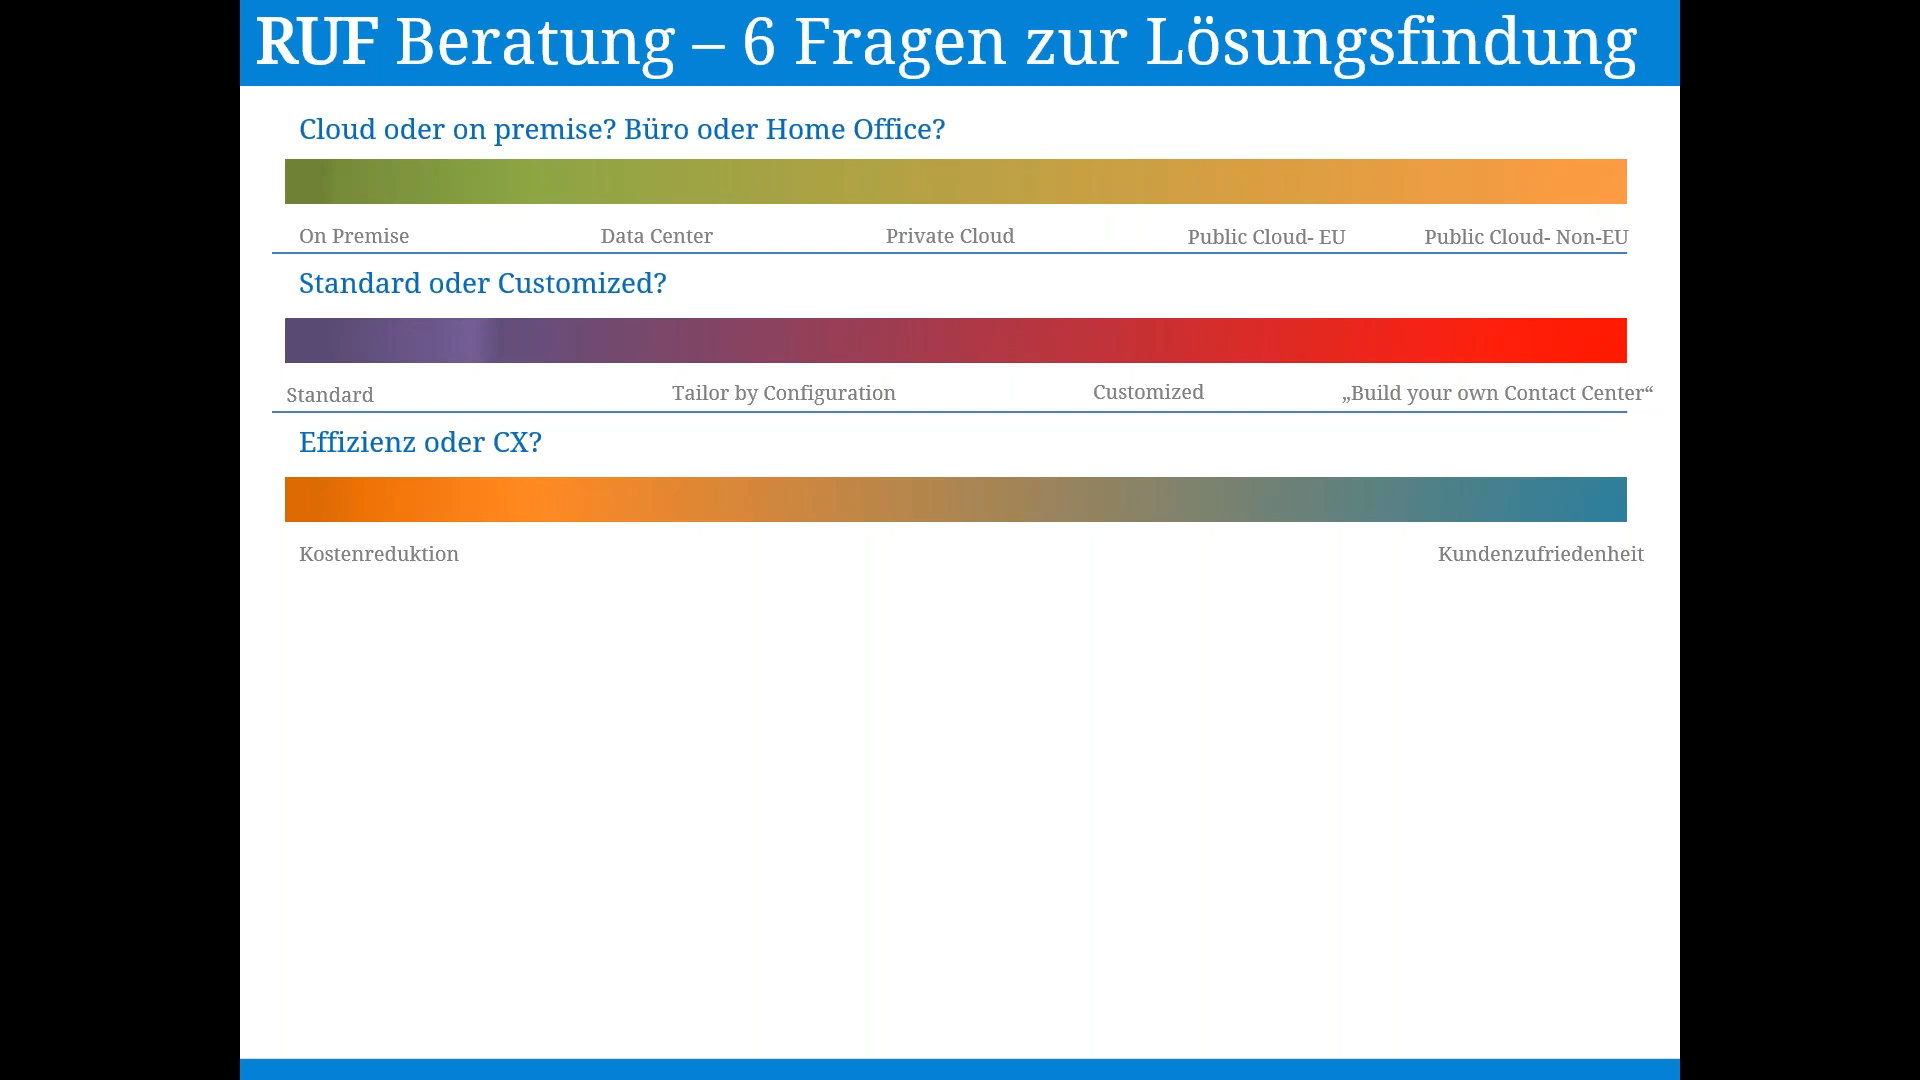 RUF Beratung – 6 Fragen zur Lösungsfindung
Cloud oder on premise? Büro oder Home Office?
On Premise Data Center Private Cloud Public Cloud- EU Public Cloud- Non-EU
Standard oder Customized?
Standard Tailor by Configuration Customized „Build your own Contact Center“
Effizienz oder CX?
Kostenreduktion Kundenzufriedenheit